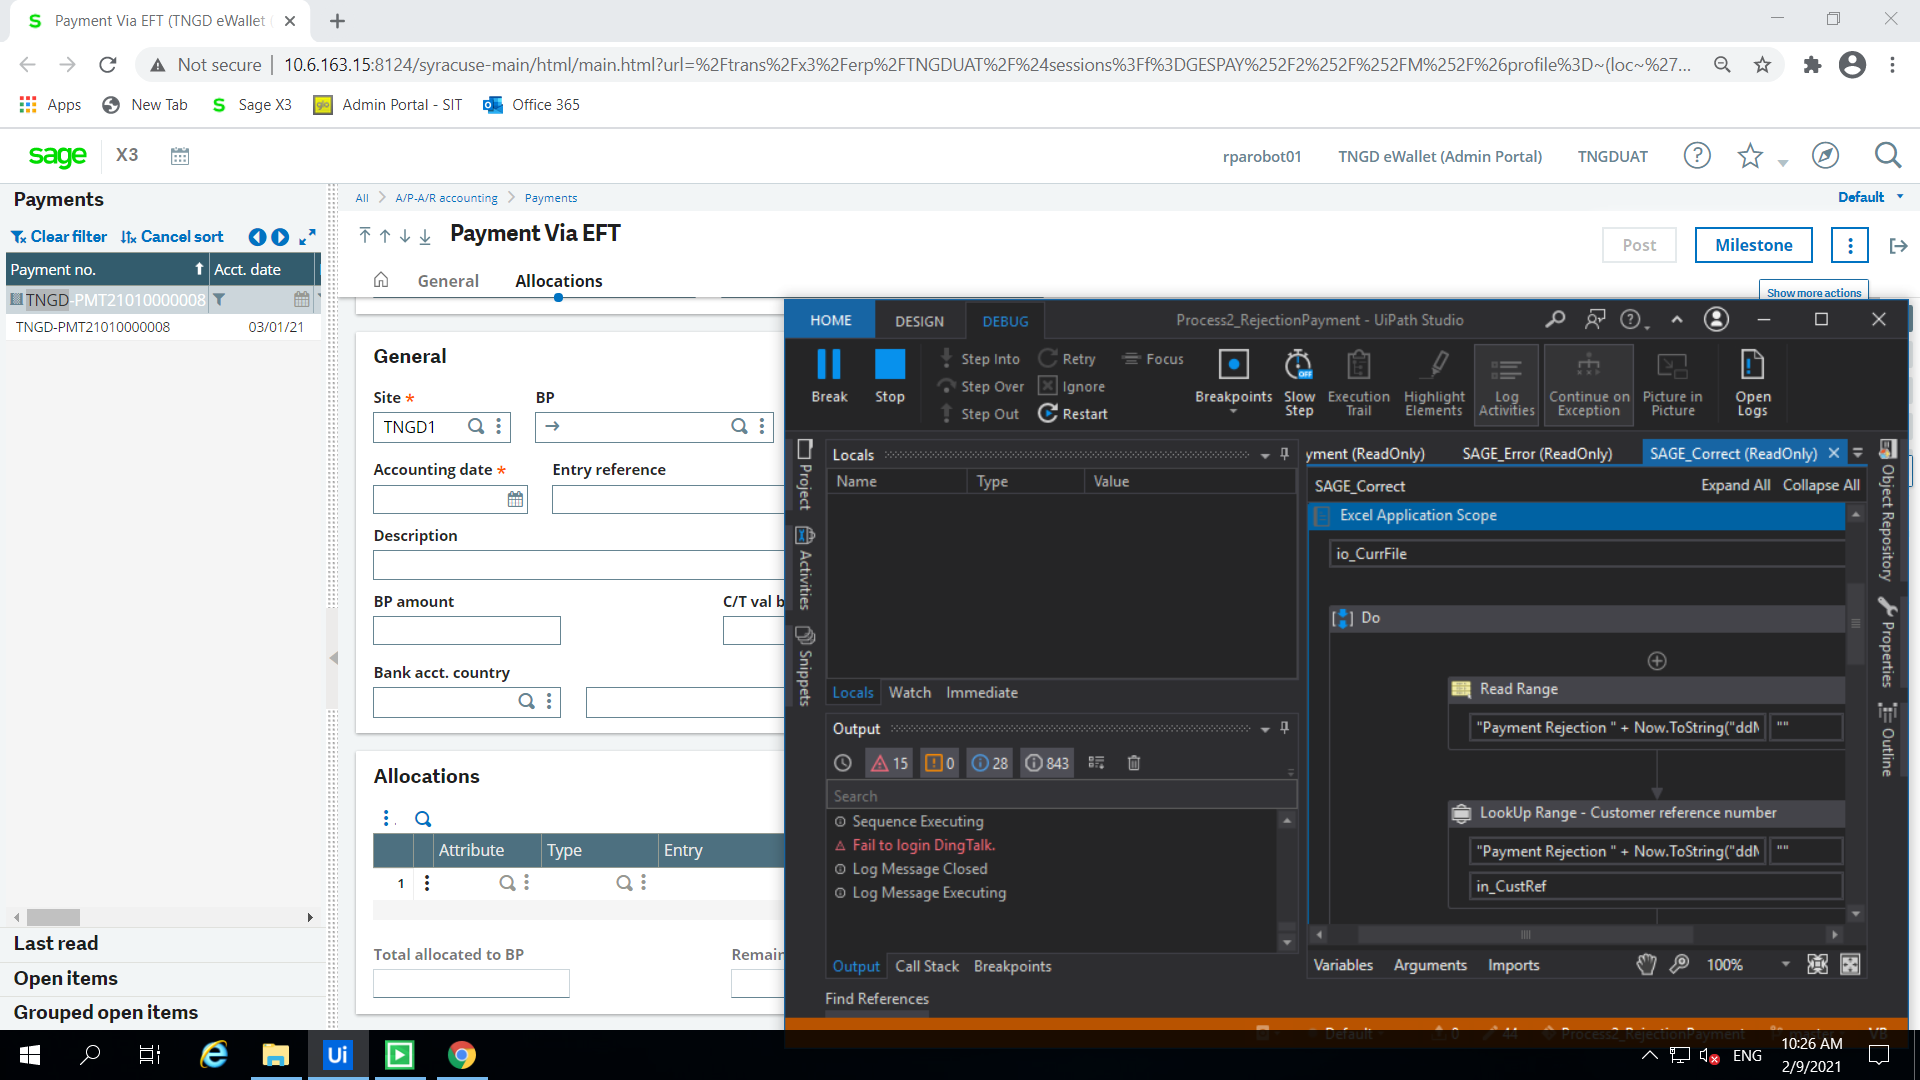 Payment Via EFT (TNGD eWallet (
Not secure
10.6.163.15:8124/syracuse-main/html/main.html?url=%2Ftrans%2Fx3%2Ferp%2FTNGDUAT%2F%24sessions%3Ff%3DGESPAY%252F2%252F%252FM%252F%26profile%3D~(loc~%27...
Apps
New Tab
Sage X3
glo
Admin Portal - SIT
Office 365
sage
X3
rparobot01
TNGD eWallet (Admin Portal)
TNGDUAT
Payments
Clear filter
Cancel sort
Payment no.
Acct. date
TNGD-PMT21010000008
TNGD-PMT21010000008
03/01/21
Last read
Open items
Grouped open items
All
A/P-A/R accounting
Payments
Default
Payment Via EFT
Post
Milestone
General
Allocations
Show more actions
General
Site *
BP
TNGD1
Accounting date *
Entry reference
Description
BP amount
C/T val b
Bank acct. country
Allocations
Attribute
Type
Entry
1
Total allocated to BP
Remain
HOME
DESIGN
DEBUG
Process2_RejectionPayment - UiPath Studio
Break
Stop
Step Into
Step Over
Step Out
Retry
Ignore
Restart
Focus
Breakpoints
OFF
Slow Step
Execution Trail
Highlight Elements
Log Activities
Continue on Exception
Picture in Picture
Open Logs
Project
Activities
Snippets
Locals
Name
Type
Value
Locals
Watch
Immediate
Output
15
0
28
843
Search
Sequence Executing
Fail to login DingTalk.
Log Message Closed
Log Message Executing
Output
Call Stack
Breakpoints
Find References
yment (ReadOnly)
SAGE_Error (ReadOnly)
SAGE_Correct (ReadOnly)
SAGE_Correct
Expand All
Collapse All
Excel Application Scope
io_CurrFile
Do
Read Range
"Payment Rejection " + Now.ToString("ddM
""
LookUp Range - Customer reference number
"Payment Rejection " + Now.ToString("ddM
""
in_CustRef
Variables
Arguments
Imports
100%
Object Repository
Properties
Outline
Default
0
44
Process2_RejectionPayment
master
VB
Ui
ENG
10:26 AM
2/9/2021